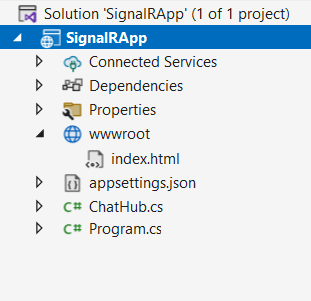 Solution 'SignalRApp' (1 of 1 project)
SignalRApp
Connected Services
Dependencies
Properties
wwwroot
index.html
appsettings.json
C# ChatHub.cs
C# Program.cs